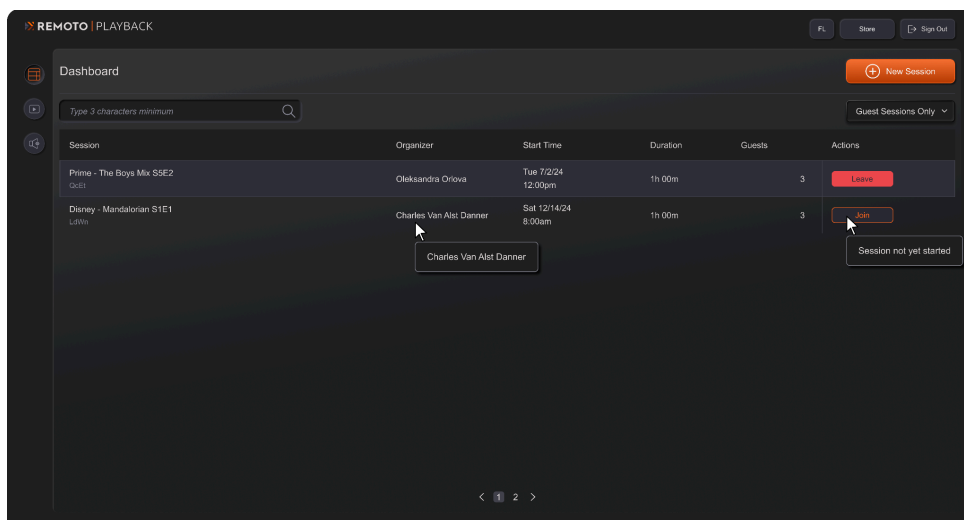 REMOTO | PLAYBACK
FL
Store
Sign Out
Dashboard
New Session
Type 3 characters minimum
Guest Sessions Only
Session Organizer Start Time Duration Guests Actions
Prime - The Boys Mix S5E2
QcEt
Oleksandra Orlova
Tue 7/2/24
12:00pm
1h 00m
3
Leave
Disney - Mandalorian S1E1
LdWn
Charles Van Alst Danner
Sat 12/14/24
8:00am
1h 00m
3
Join
Charles Van Alst Danner
Session not yet started
1 2